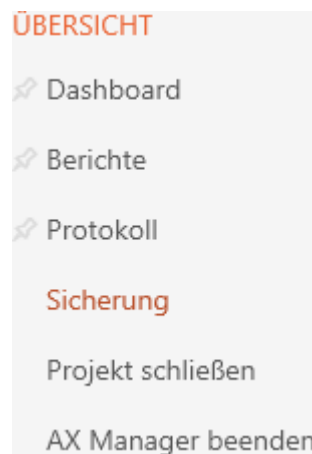 ÜBERSICHT
Dashboard
Berichte
Protokoll
Sicherung
Projekt schließen
AX Manager beenden